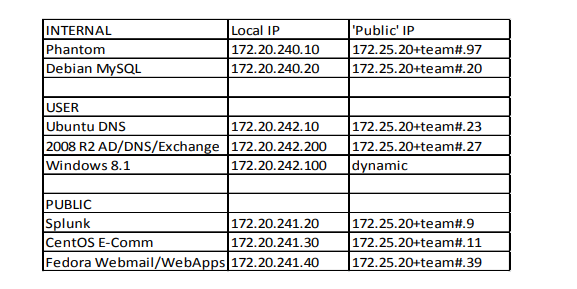 INTERNAL Local IP 'Public' IP
Phantom 172.20.240.10 172.25.20+team#.97
Debian MySQL 172.20.240.20 172.25.20+team#.20
USER
Ubuntu DNS 172.20.242.10 172.25.20+team#.23
2008 R2 AD/DNS/Exchange 172.20.242.200 172.25.20+team#.27
Windows 8.1 172.20.242.100 dynamic
PUBLIC
Splunk 172.20.241.20 172.25.20+team#.9
CentOS E-Comm 172.20.241.30 172.25.20+team#.11
Fedora Webmail/WebApps 172.20.241.40 172.25.20+team#.39